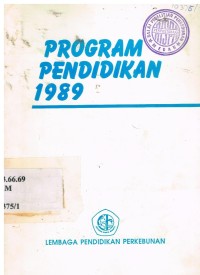 PROGRAM
PENDIDIKAN
1989
.66.69
M
375/1
LEMBAGA PENDIDIKAN PERKEBUNAN